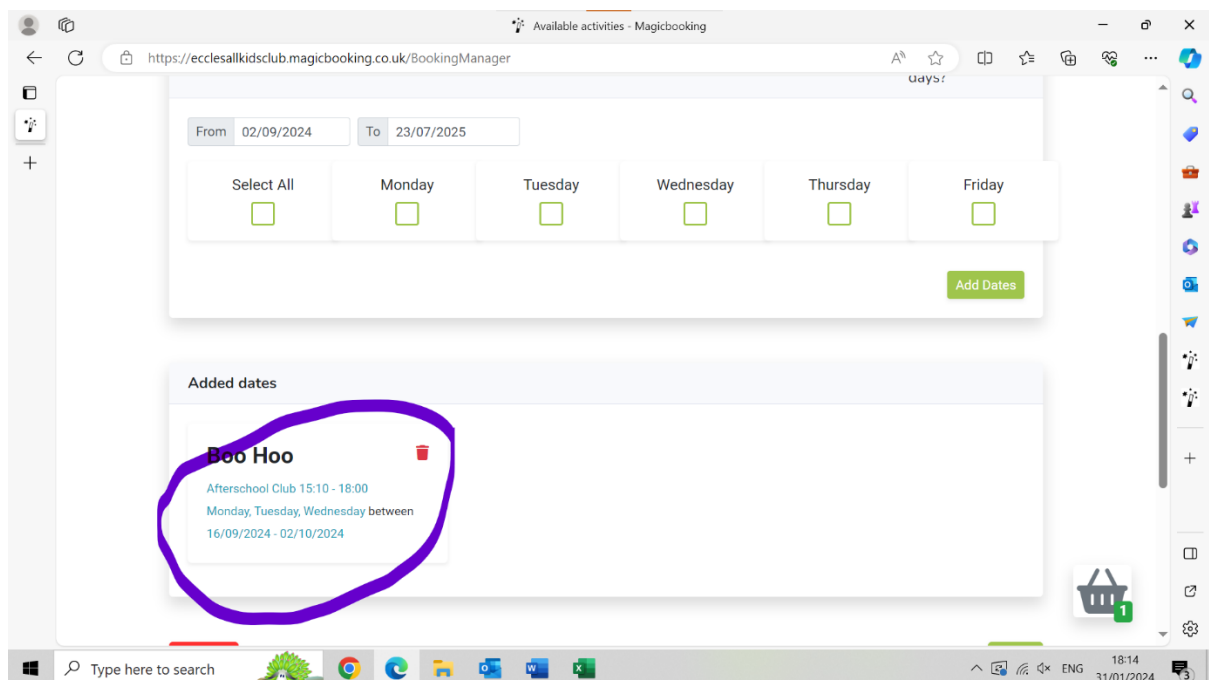 Available activities - Magicbooking
https://ecclesallkidsclub.magicbooking.co.uk/BookingManager
days?
From 02/09/2024 To 23/07/2025
Select All Monday Tuesday Wednesday Thursday Friday
Add Dates
Added dates
Boo Hoo
Afterschool Club 15:10 - 18:00
Monday, Tuesday, Wednesday between
16/09/2024 - 02/10/2024
1
Type here to search
ENG
18:14
31/01/2024
3